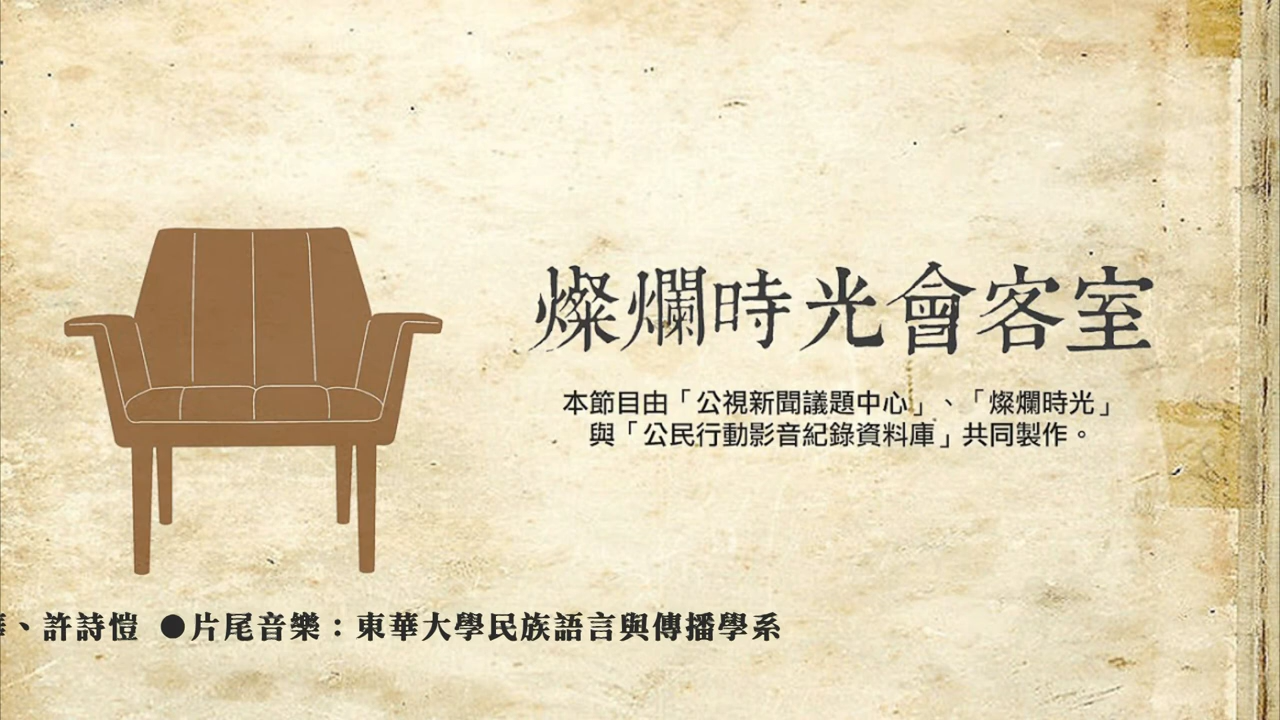 燦爛時光會客室
本節目由「公視新聞議題中心」、「燦爛時光」
與「公民行動影音紀錄資料庫」共同製作。
、許詩愷 ●片尾音樂：東華大學民族語言與傳播學系